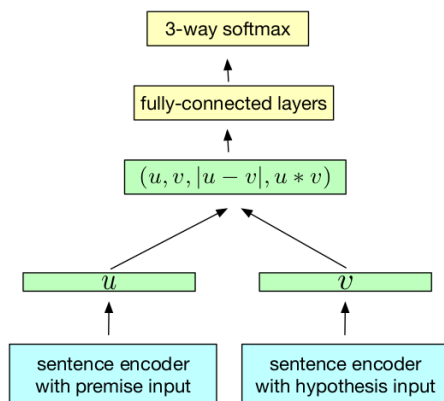 3-way softmax
fully-connected layers
(u, v, |u − v|, u ∗ v)
u
v
sentence encoder
with premise input
sentence encoder
with hypothesis input